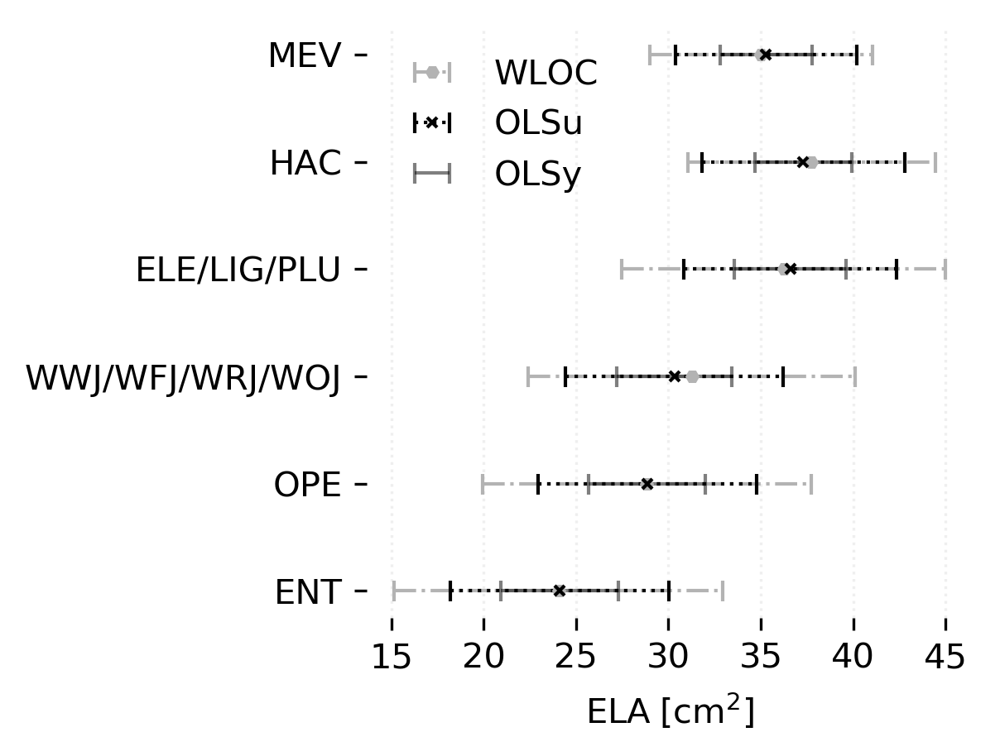 MEV
WLOC
OLSu
HAC
OLSy
ELE/LIG/PLU
WWJ/WFJ/WRJ/WOJ
OPE
ENT
15 20 25 30 35 40 45
ELA [cm²]